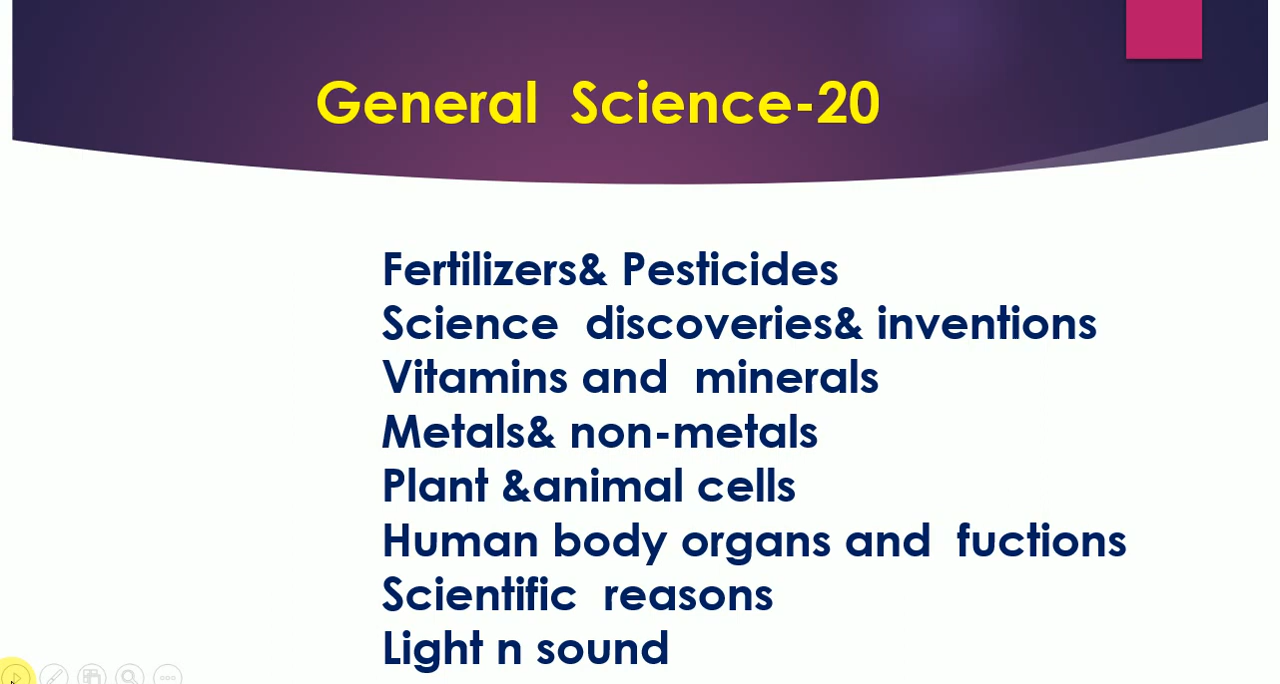 General Science-20
Fertilizers& Pesticides
Science discoveries& inventions
Vitamins and minerals
Metals& non-metals
Plant &animal cells
Human body organs and fuctions
Scientific reasons
Light n sound